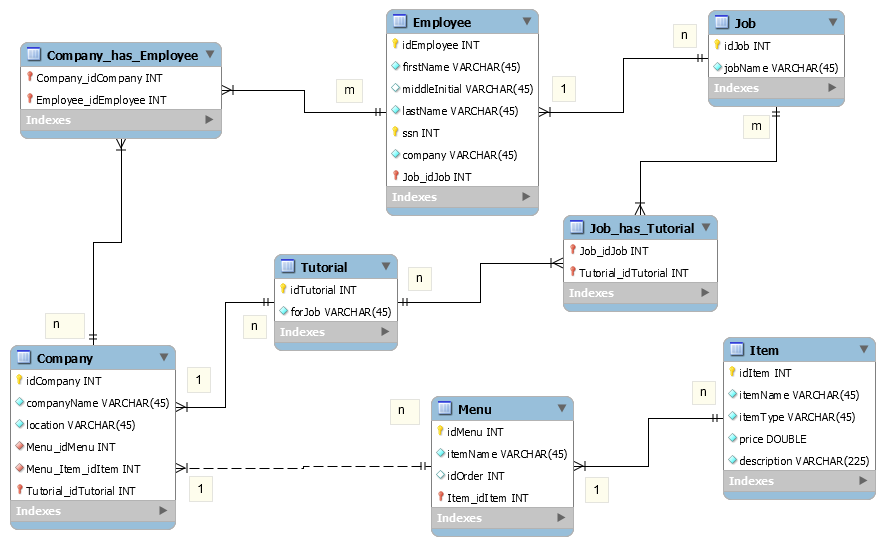 Employee
idEmployee INT
firstName VARCHAR(45)
middleInitial VARCHAR(45)
lastName VARCHAR(45)
ssn INT
company VARCHAR(45)
Job_idJob INT
Indexes
Job
idJob INT
jobName VARCHAR(45)
Indexes
Company_has_Employee
Company_idCompany INT
Employee_idEmployee INT
Indexes
m
1
n
m
Job_has_Tutorial
Job_idJob INT
Tutorial_idTutorial INT
Indexes
Tutorial
idTutorial INT
forJob VARCHAR(45)
Indexes
n
n
n
1
Company
idCompany INT
companyName VARCHAR(45)
location VARCHAR(45)
Menu_idMenu INT
Menu_Item_idItem INT
Tutorial_idTutorial INT
Indexes
1
n
Menu
idMenu INT
itemName VARCHAR(45)
idOrder INT
Item_idItem INT
Indexes
1
n
Item
idItem INT
itemName VARCHAR(45)
itemType VARCHAR(45)
price DOUBLE
description VARCHAR(225)
Indexes